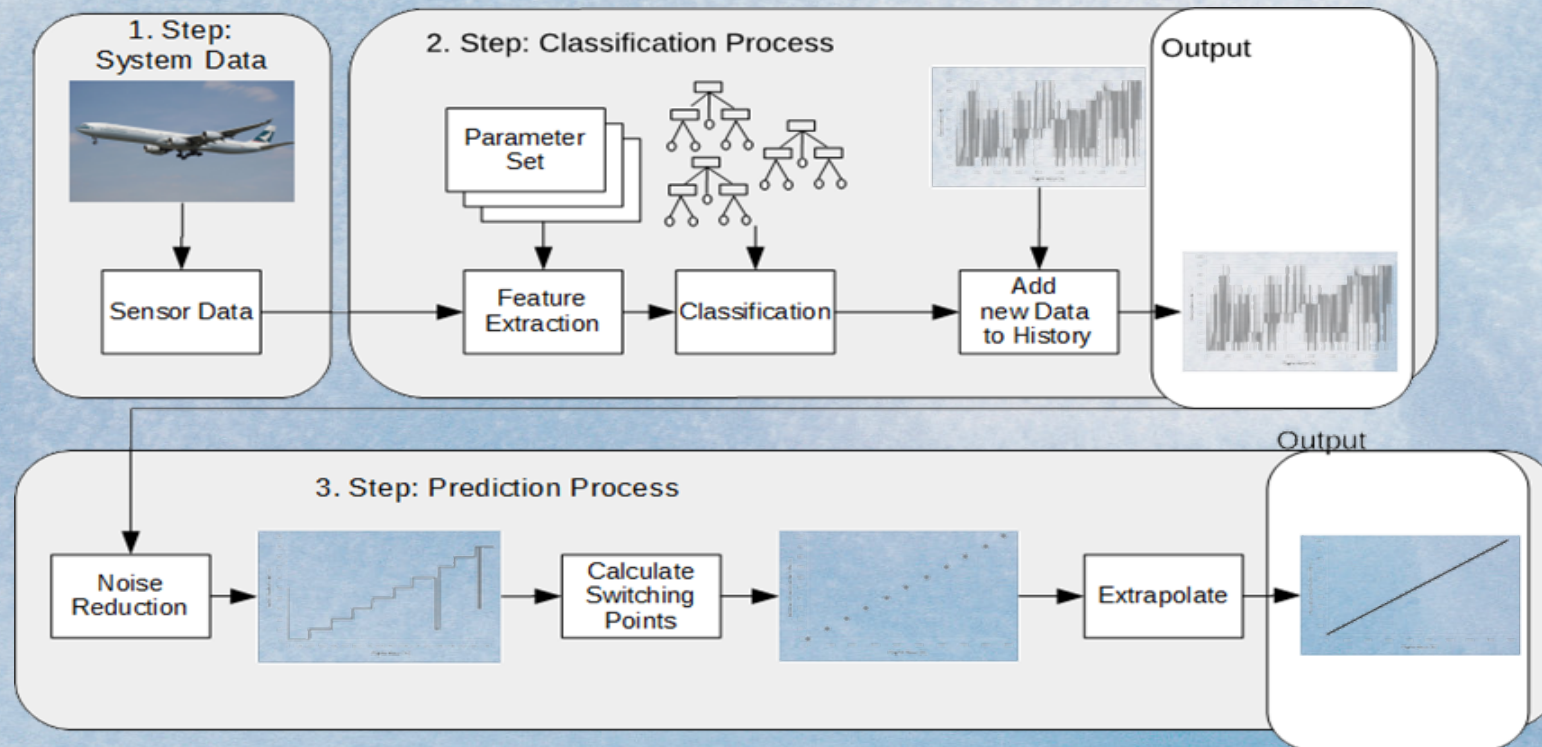 1. Step:
System Data
Sensor Data
2. Step: Classification Process
Parameter
Set
Feature
Extraction
Classification
Add
new Data
to History
Output
3. Step: Prediction Process
Noise
Reduction
Calculate
Switching
Points
Extrapolate
Output